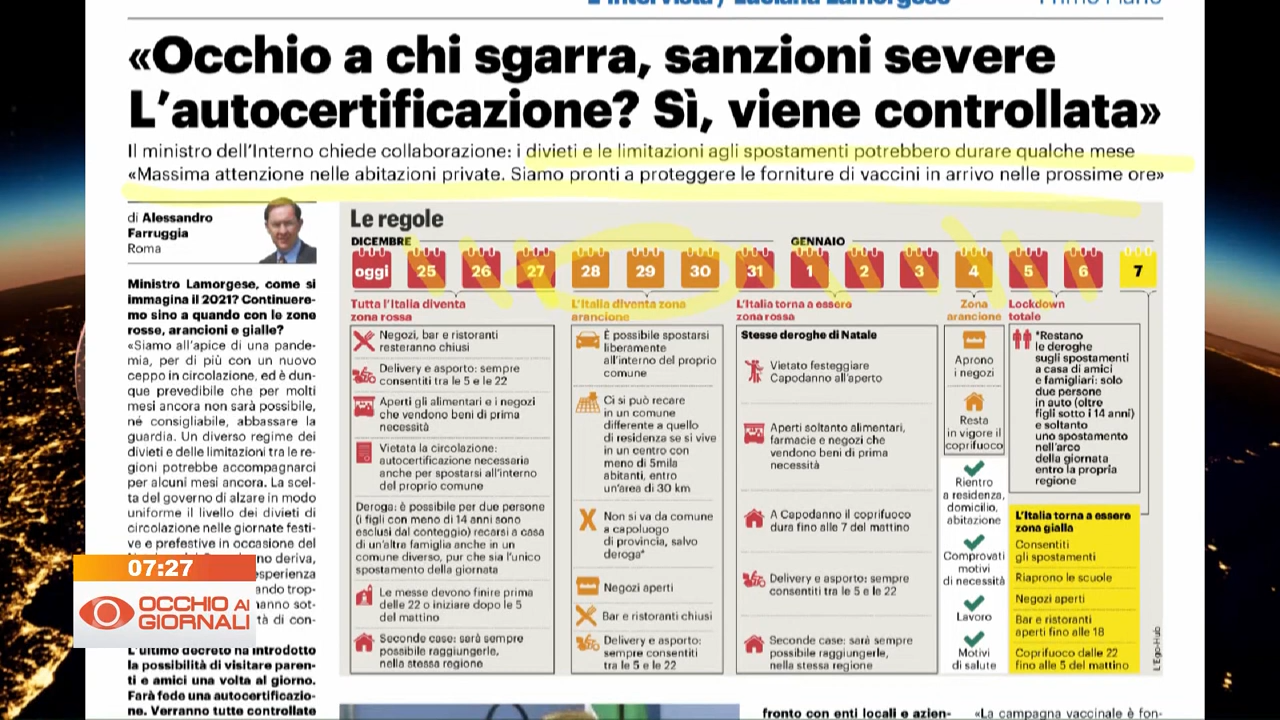 L'intervista / Luciana Lamorgese
Primo Piano
«Occhio a chi sgarra, sanzioni severe
L'autocertificazione? Sì, viene controllata»
Il ministro dell'Interno chiede collaborazione: i divieti e le limitazioni agli spostamenti potrebbero durare qualche mese
«Massima attenzione nelle abitazioni private. Siamo pronti a proteggere le forniture di vaccini in arrivo nelle prossime ore»
di Alessandro
Farruggia
Roma
Ministro Lamorgese, come si
immagina il 2021? Continuere-
mo sino a quando con le zone
rosse, arancioni e gialle?
«Siamo all'apice di una pande-
mia, per di più con un nuovo
ceppo in circolazione, ed è dun-
que prevedibile che per molti
mesi ancora non sarà possibile,
né consigliabile, abbassare la
guardia. Un diverso regime dei
divieti e delle limitazioni tra le re-
gioni potrebbe accompagnarci
per alcuni mesi ancora. La scel-
ta del governo di alzare in modo
uniforme il livello dei divieti di
circolazione nelle giornate festi-
ve e prefestive in occasione del
no deriva,
esperienza
ando trop-
anno sot-
tà di con-
L'ultimo decreto ha introdotto
la possibilità di visitare paren-
ti e amici una volta al giorno.
Farà fede una autocertificazio-
ne. Verranno tutte controllate
Le regole
DICEMBRE
GENNAIO
oggi 25 26 27 28 29 30 31 1 2 3 4 5 6 7
Tutta l'Italia diventa
zona rossa
Negozi, bar e ristoranti
resteranno chiusi
Delivery e asporto: sempre
consentiti tra le 5 e le 22
Aperti gli alimentari e i negozi
che vendono beni di prima
necessità
Vietata la circolazione:
autocertificazione necessaria
anche per spostarsi all'interno
del proprio comune
Deroga: è possibile per due persone
(i figli con meno di 14 anni sono
esclusi dal conteggio) recarsi a casa
di un'altra famiglia anche in un
comune diverso, pur che sia l'unico
spostamento della giornata
Le messe devono finire prima
delle 22 o iniziare dopo le 5
del mattino
Seconde case: sarà sempre
possibile raggiungerle,
nella stessa regione
L'Italia diventa zona
arancione
È possibile spostarsi
liberamente
all'interno del proprio
comune
Ci si può recare
in un comune
differente a quello
di residenza se si vive
in un centro con
meno di 5mila
abitanti, entro
un'area di 30 km
Non si va da comune
a capoluogo
di provincia, salvo
deroga*
Negozi aperti
Bar e ristoranti chiusi
Delivery e asporto:
sempre consentiti
tra le 5 e le 22
L'Italia torna a essere
zona rossa
Stesse deroghe di Natale
Vietato festeggiare
Capodanno all'aperto
Aperti soltanto alimentari,
farmacie e negozi che
vendono beni di prima
necessità
A Capodanno il coprifuoco
dura fino alle 7 del mattino
Delivery e asporto: sempre
consentiti tra le 5 e le 22
Seconde case: sarà sempre
possibile raggiungerle,
nella stessa regione
Zona
arancione
Aprono
i negozi
Resta
in vigore il
coprifuoco
Rientro
a residenza,
domicilio,
abitazione
Comprovati
motivi
di necessità
Lavoro
Motivi
di salute
Lockdown
totale
*Restano
le deroghe
sugli spostamenti
a casa di amici
e famigliari: solo
due persone
in auto (oltre
figli sotto i 14 anni)
e soltanto
uno spostamento
nell'arco
della giornata
entro la propria
regione
L'Italia torna a essere
zona gialla
Consentiti
gli spostamenti
Riaprono le scuole
Negozi aperti
Bar e ristoranti
aperti fino alle 18
Coprifuoco dalle 22
fino alle 5 del mattino
L'Ego-Hub
07:27
OCCHIO AI
GIORNALI
fronto con enti locali e azien-
«La campagna vaccinale è fon-